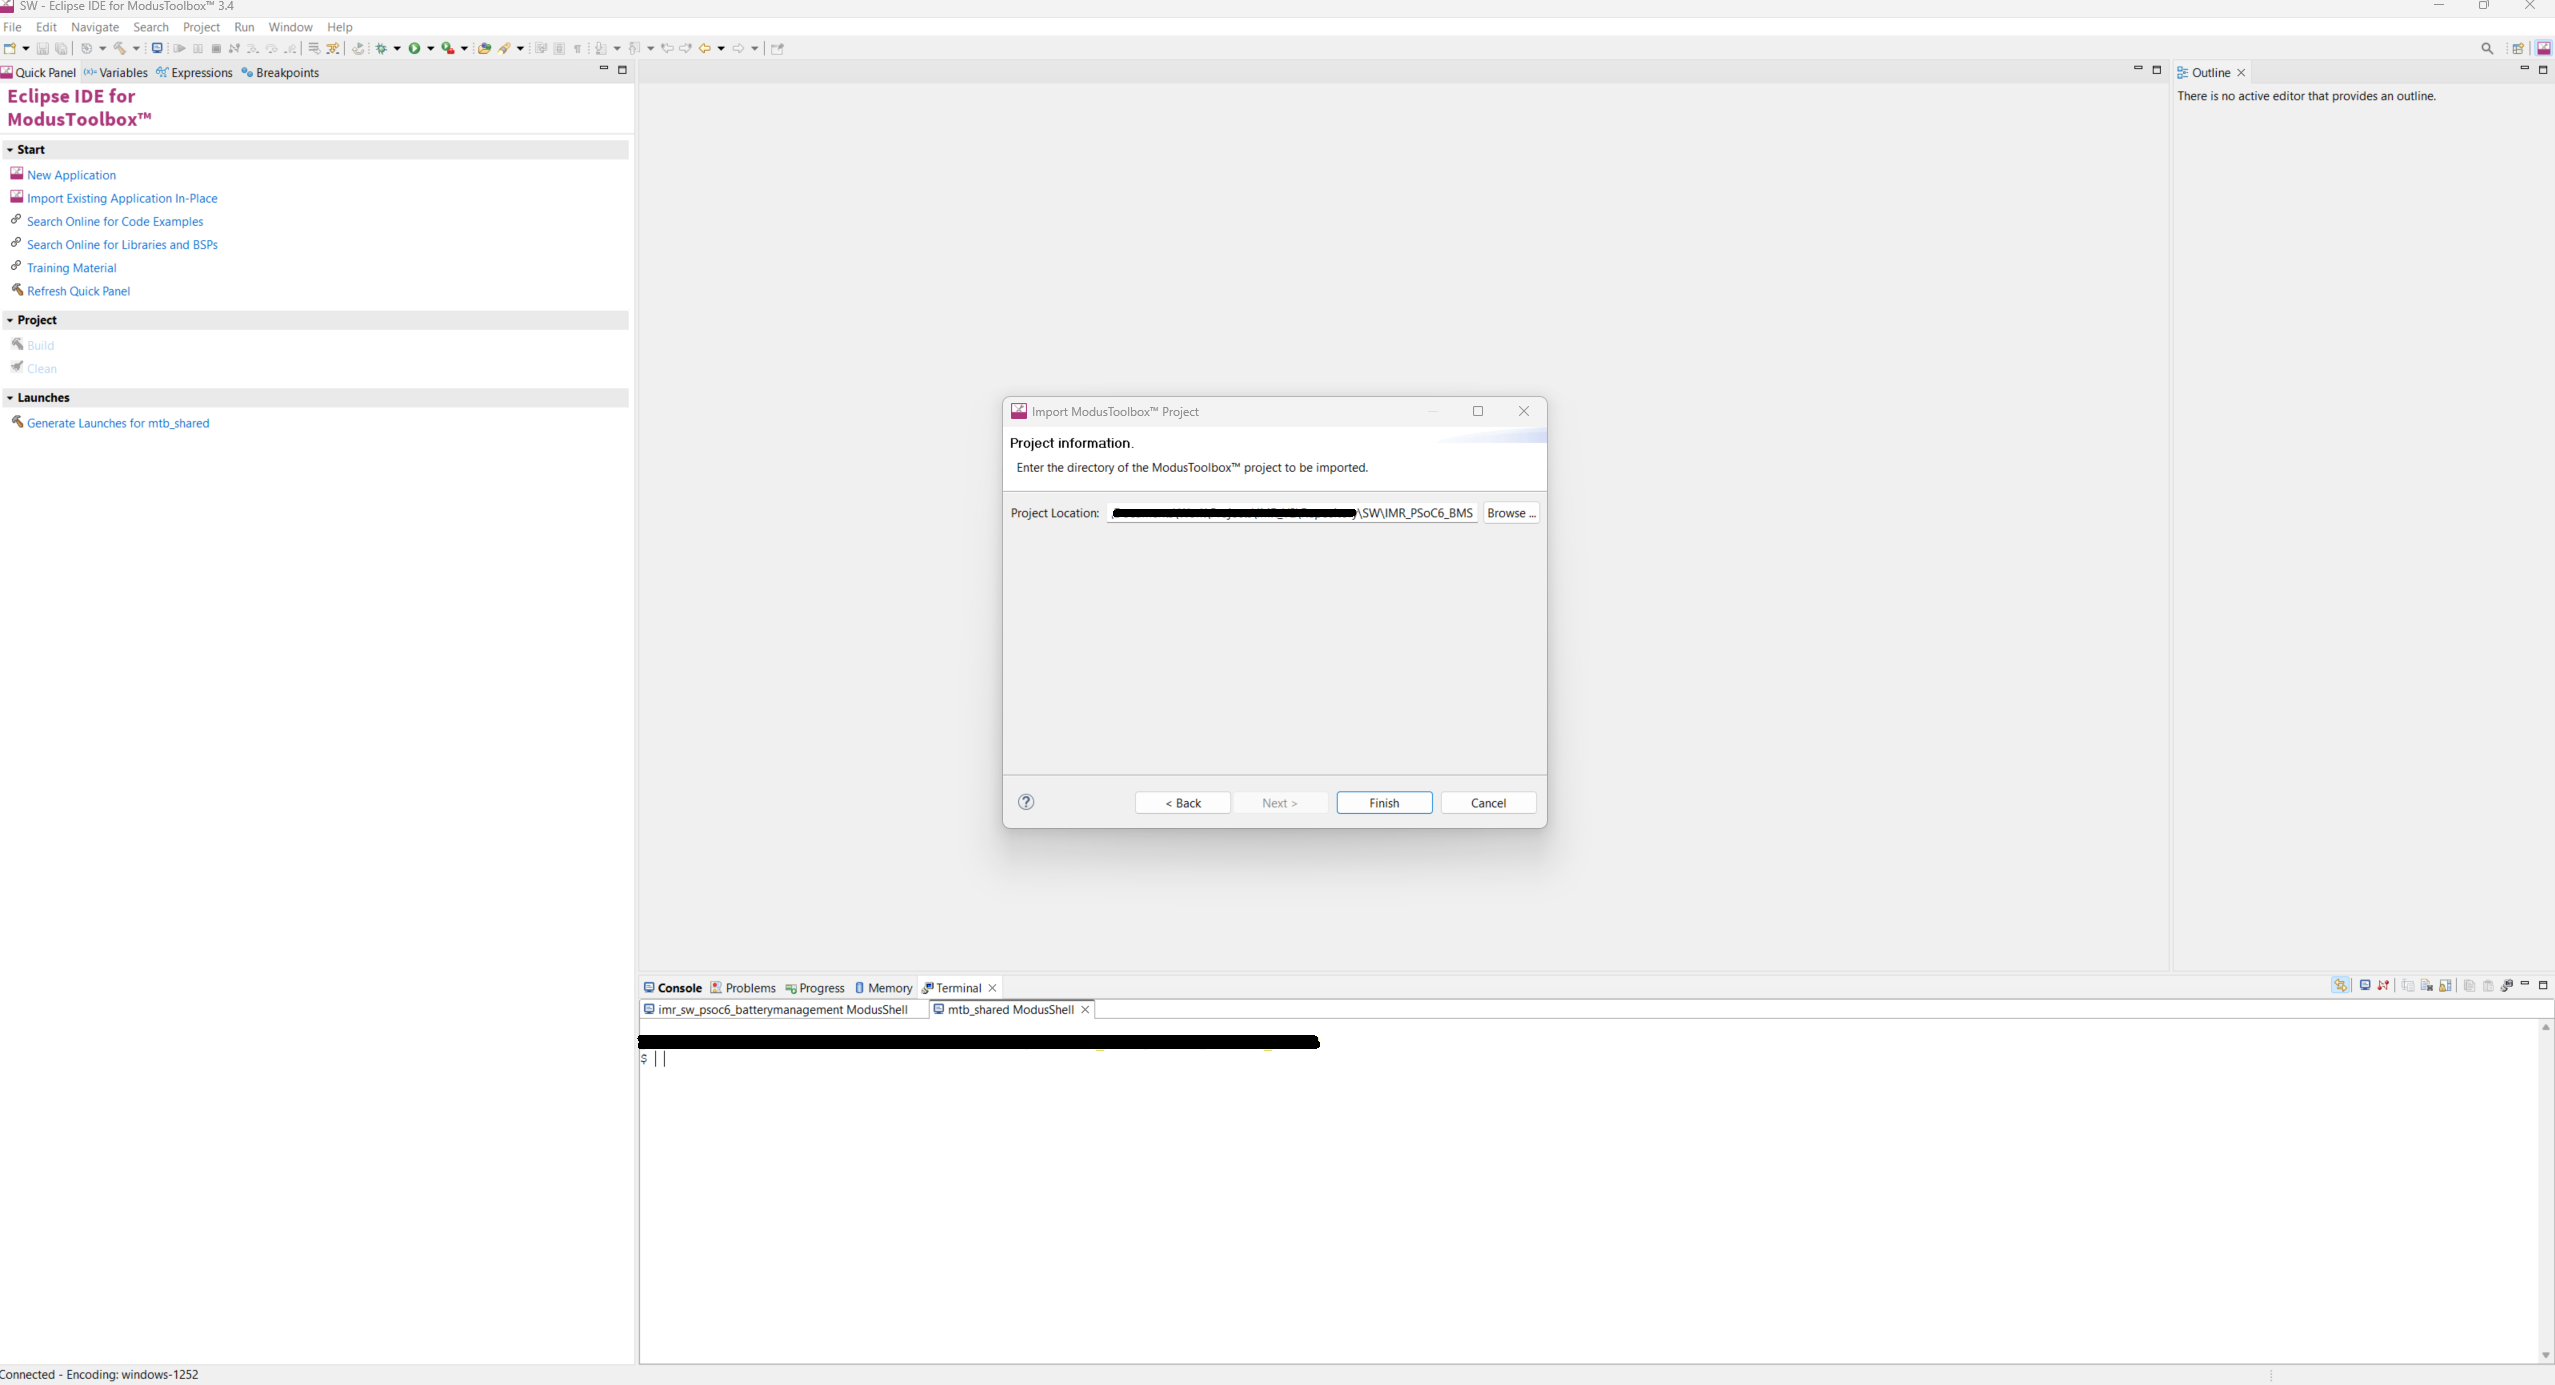 SW - Eclipse IDE for ModusToolbox™ 3.4
File Edit Navigate Search Project Run Window Help
Quick Panel (x)= Variables Expressions Breakpoints
Outline
Eclipse IDE for
ModusToolbox™
There is no active editor that provides an outline.
Start
New Application
Import Existing Application In-Place
Search Online for Code Examples
Search Online for Libraries and BSPs
Training Material
Refresh Quick Panel
Project
Build
Clean
Launches
Generate Launches for mtb_shared
Import ModusToolbox™ Project
Project information.
Enter the directory of the ModusToolbox™ project to be imported.
Project Location: \SW\IMR_PSoC6_BMS Browse ...
? < Back Next > Finish Cancel
Console Problems Progress Memory Terminal
imr_sw_psoc6_batterymanagement ModusShell mtb_shared ModusShell
$
Connected - Encoding: windows-1252